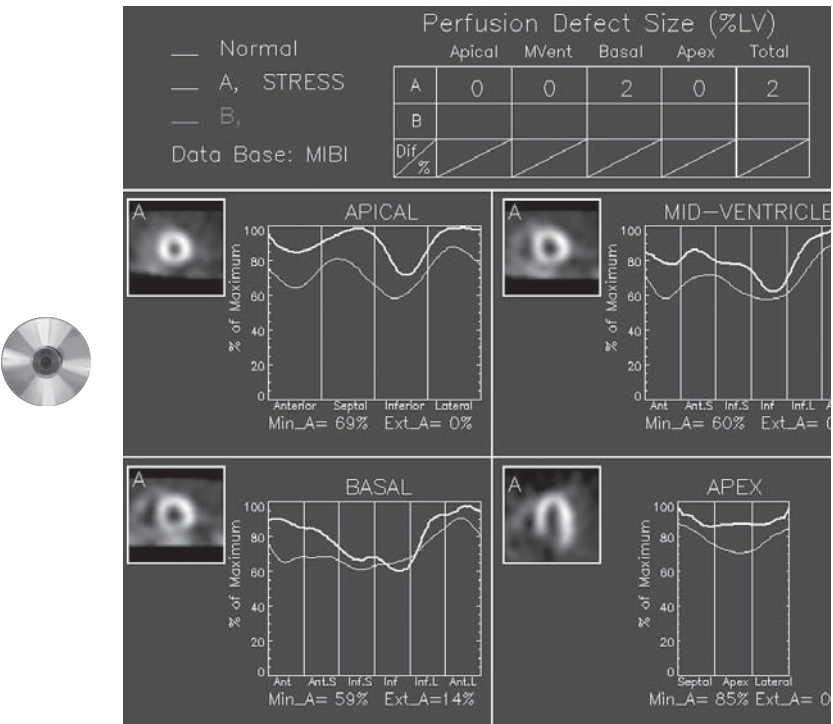 Perfusion Defect Size (%LV)
Normal
A, STRESS
B,
Data Base: MIBI
Apical MVent Basal Apex Total
A 0 0 2 0 2
B
Dif. %
A
APICAL
% of Maximum
100
80
60
40
20
0
Anterior Septal Inferior Lateral
Min_A= 69% Ext_A= 0%
A
MID-VENTRICLE
% of Maximum
100
80
60
40
20
0
Ant Ant.S Inf.S Inf Inf.L A
Min_A= 60% Ext_A= 0
A
BASAL
% of Maximum
100
80
60
40
20
0
Ant Ant.S Inf.S Inf Inf.L Ant.L
Min_A= 59% Ext_A=14%
A
APEX
% of Maximum
100
80
60
40
20
0
Septal Apex Lateral
Min_A= 85% Ext_A= 0